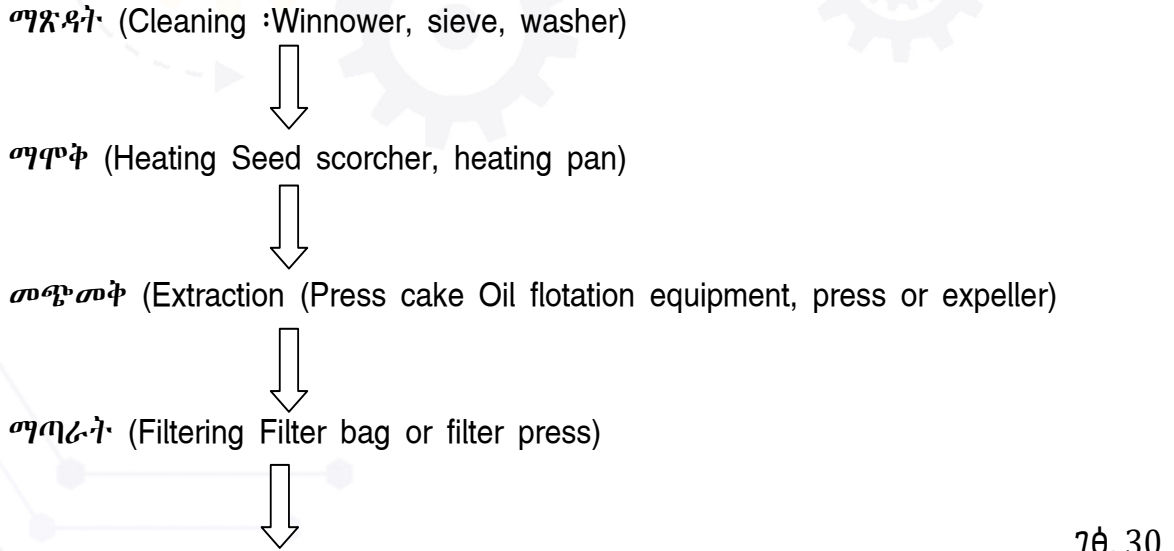 ማጽዳት (Cleaning ፡Winnower, sieve, washer)
ማሞቅ (Heating Seed scorcher, heating pan)
መጭመቅ (Extraction (Press cake Oil flotation equipment, press or expeller)
ማጣራት (Filtering Filter bag or filter press)
ገፅ 30